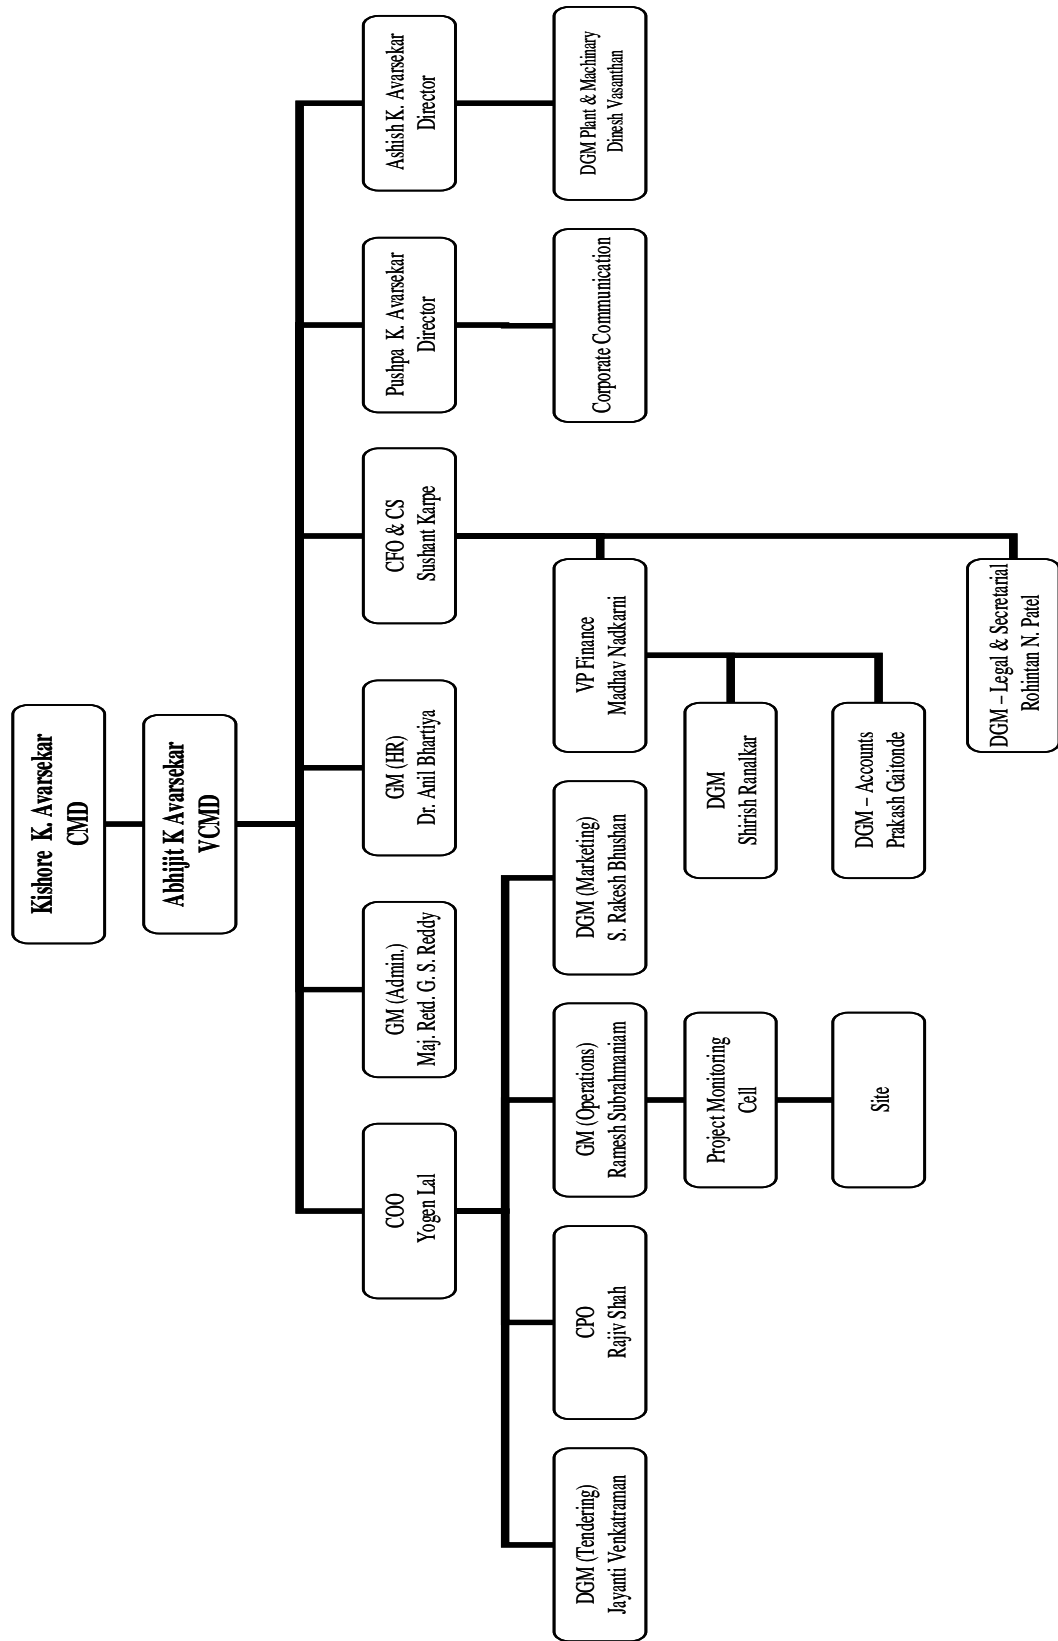 Kishore K. Avarsekar
CMD
Abhijit K Avarsekar
VCMD
COO
Yogen Lal
GM (Admin.)
Maj. Retd. G. S. Reddy
GM (HR)
Dr. Anil Bhartiya
CFO & CS
Sushant Karpe
Pushpa K. Avarsekar
Director
Ashish K. Avarsekar
Director
DGM (Tendering)
Jayanti Venkatraman
CPO
Rajiv Shah
GM (Operations)
Ramesh Subrahmaniam
DGM (Marketing)
S. Rakesh Bhushan
VP Finance
Madhav Nadkarni
Corporate Communication
DGM Plant & Machinary
Dinesh Vasanthan
Project Monitoring
Cell
DGM
Shirish Ranalkar
Site
DGM – Accounts
Prakash Gaitonde
DGM – Legal & Secretarial
Rohintan N. Patel